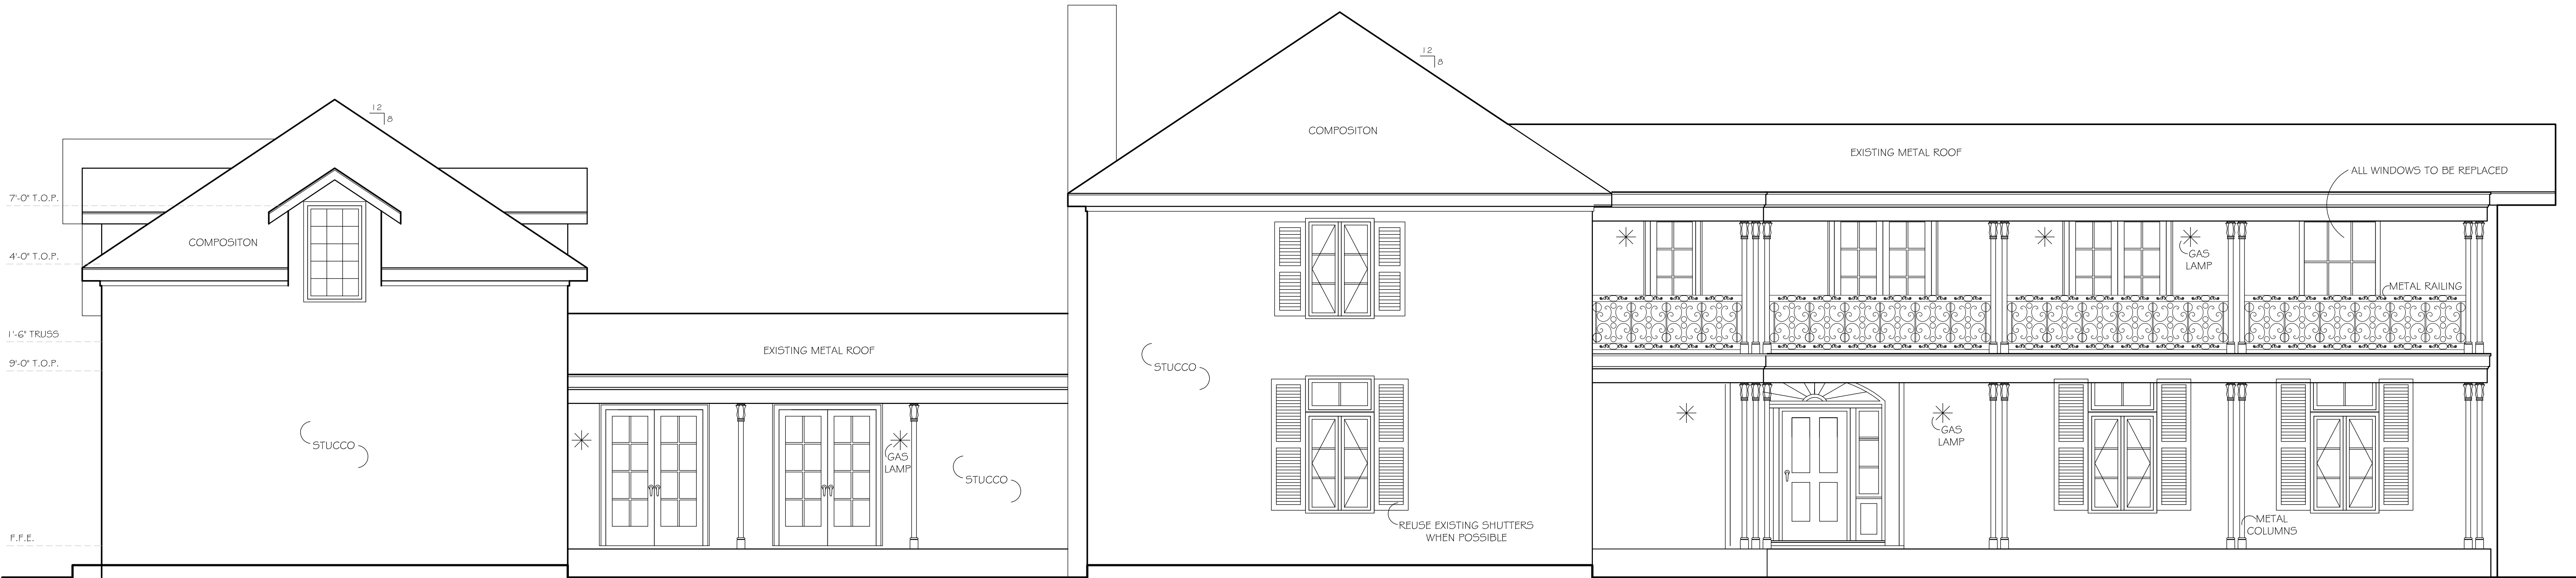 12
8
12
8
COMPOSITON
EXISTING METAL ROOF
ALL WINDOWS TO BE REPLACED
7'-0" T.O.P.
COMPOSITON
4'-0" T.O.P.
GAS
LAMP
METAL RAILING
1'-6" TRUSS
9'-0" T.O.P.
EXISTING METAL ROOF
STUCCO
STUCCO
GAS
LAMP
STUCCO
GAS
LAMP
REUSE EXISTING SHUTTERS
WHEN POSSIBLE
METAL
COLUMNS
F.F.E.